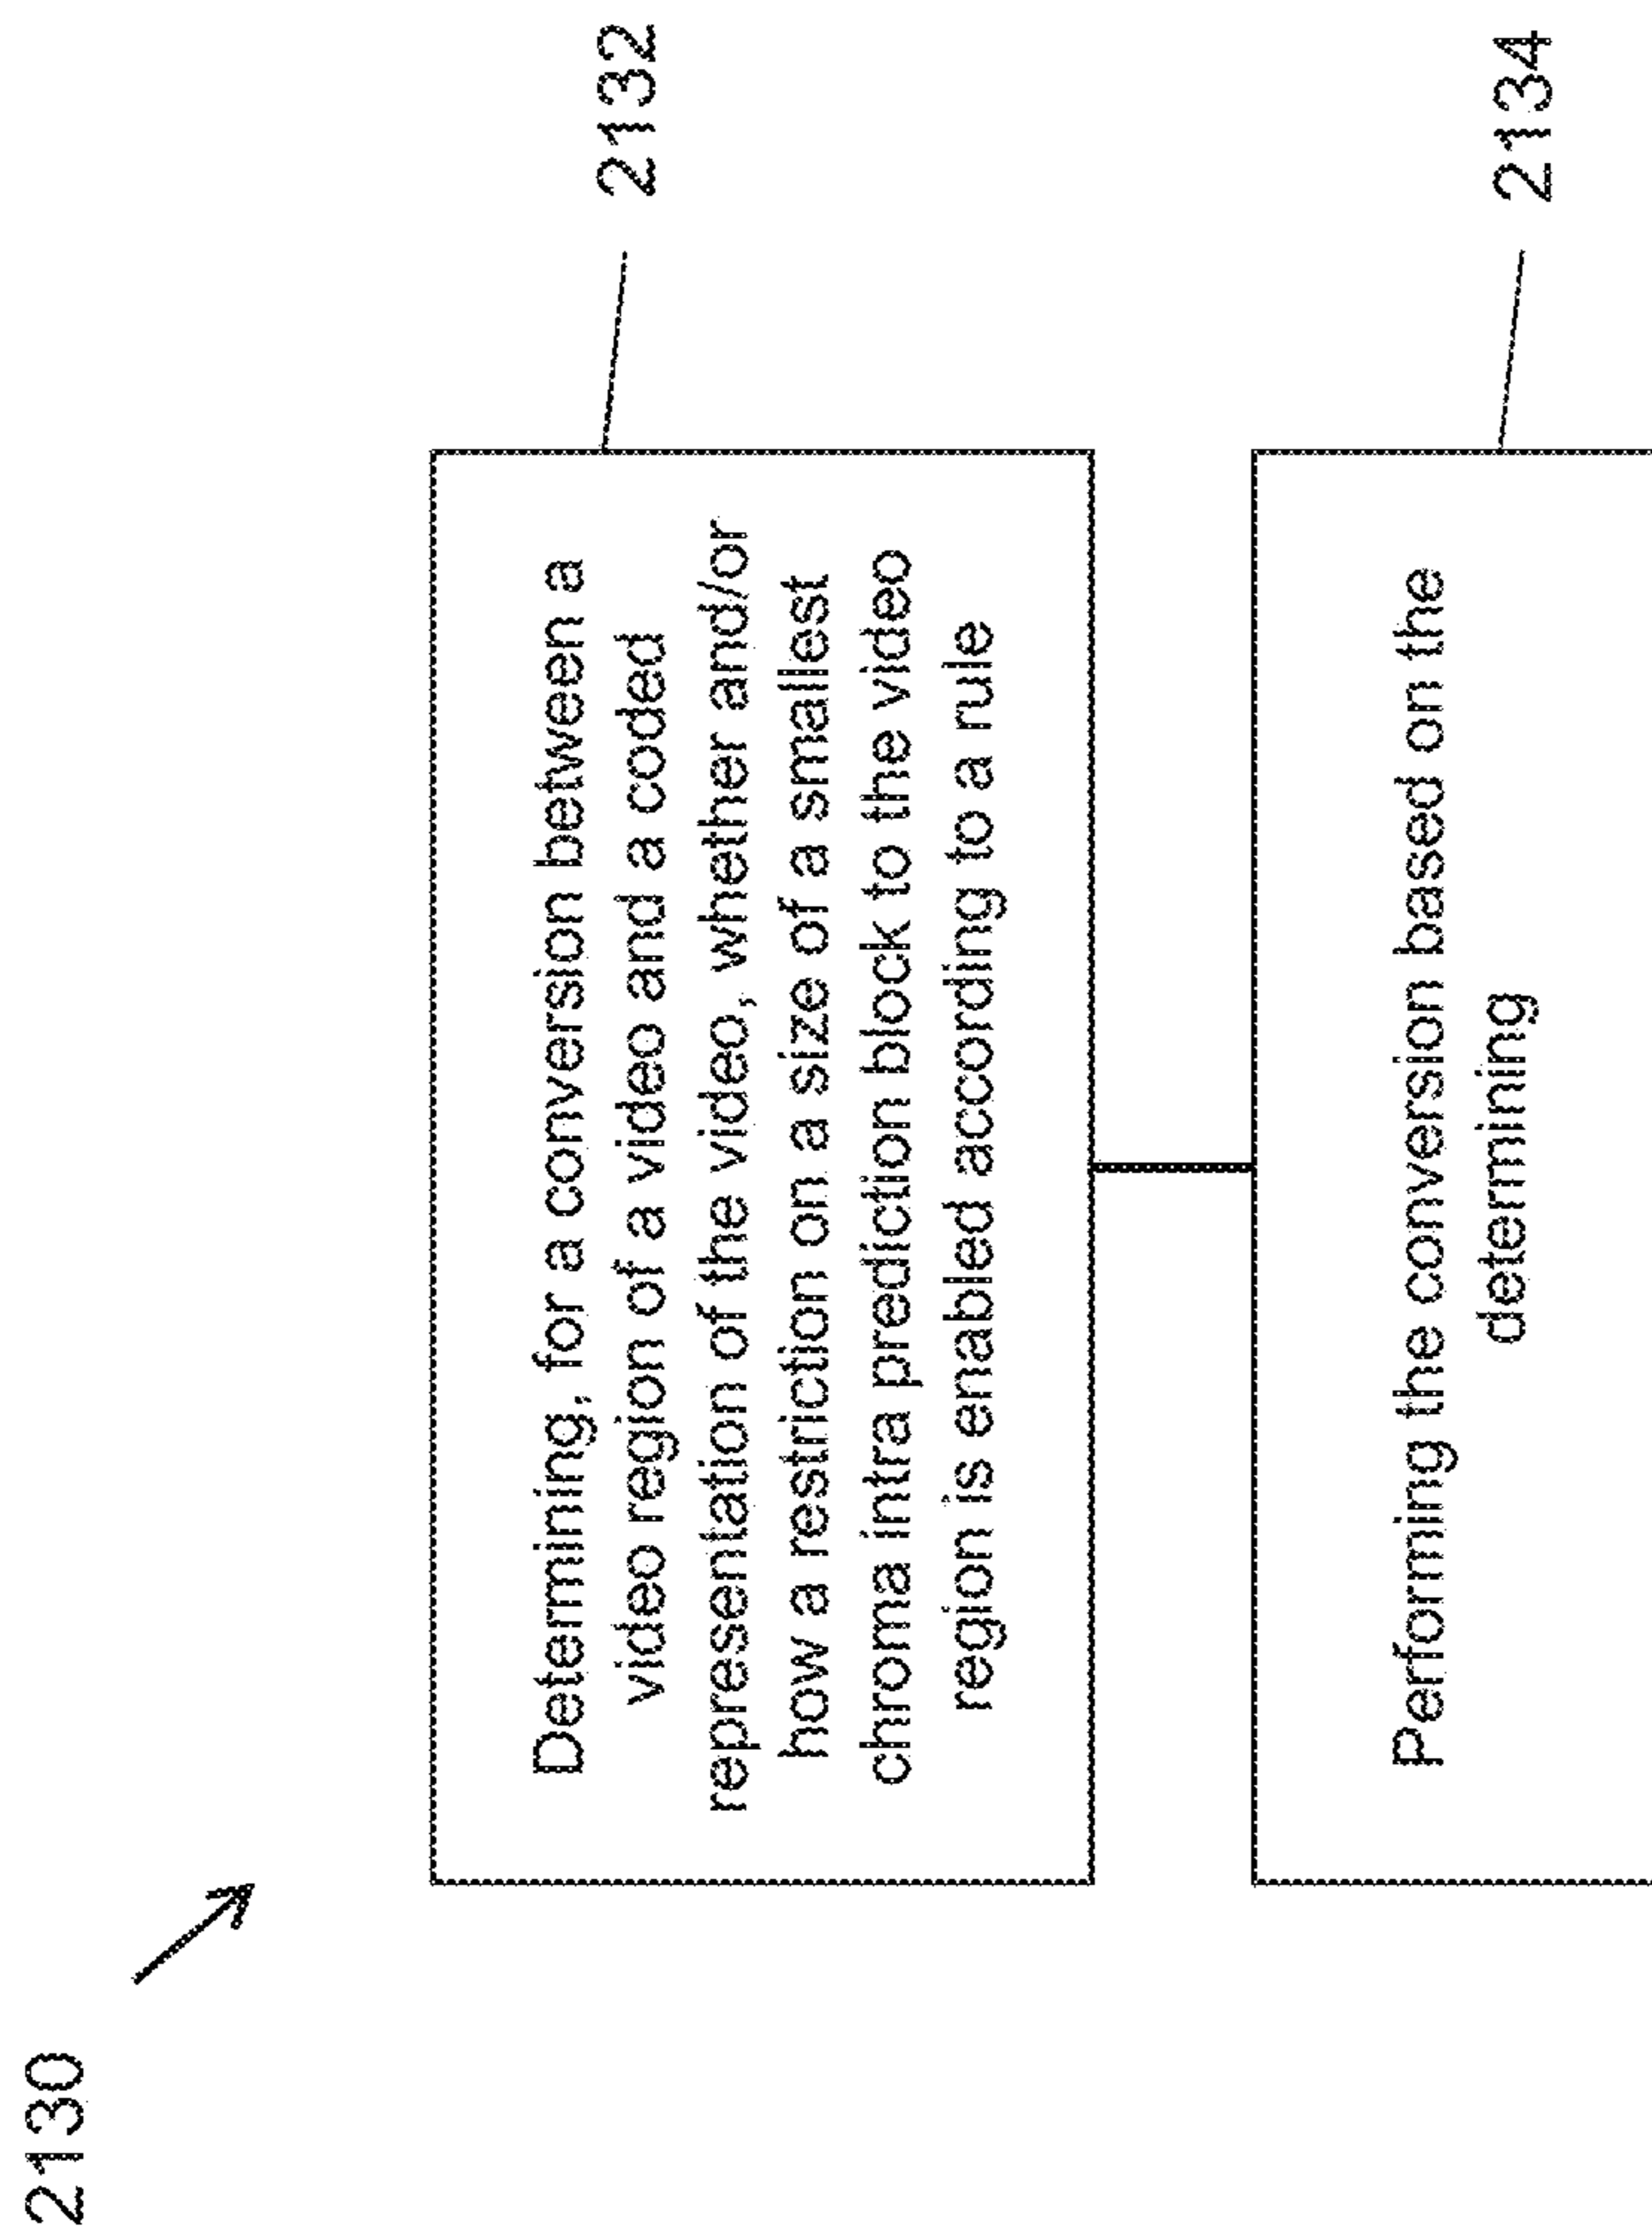 2130
Determining, for a conversion between a
video region of a video and a coded
representation of the video, whether and/or
how a restriction on a size of a smallest
chroma intra prediction block to the video
region is enabled according to a rule
2132
Performing the conversion based on the
determining
2134